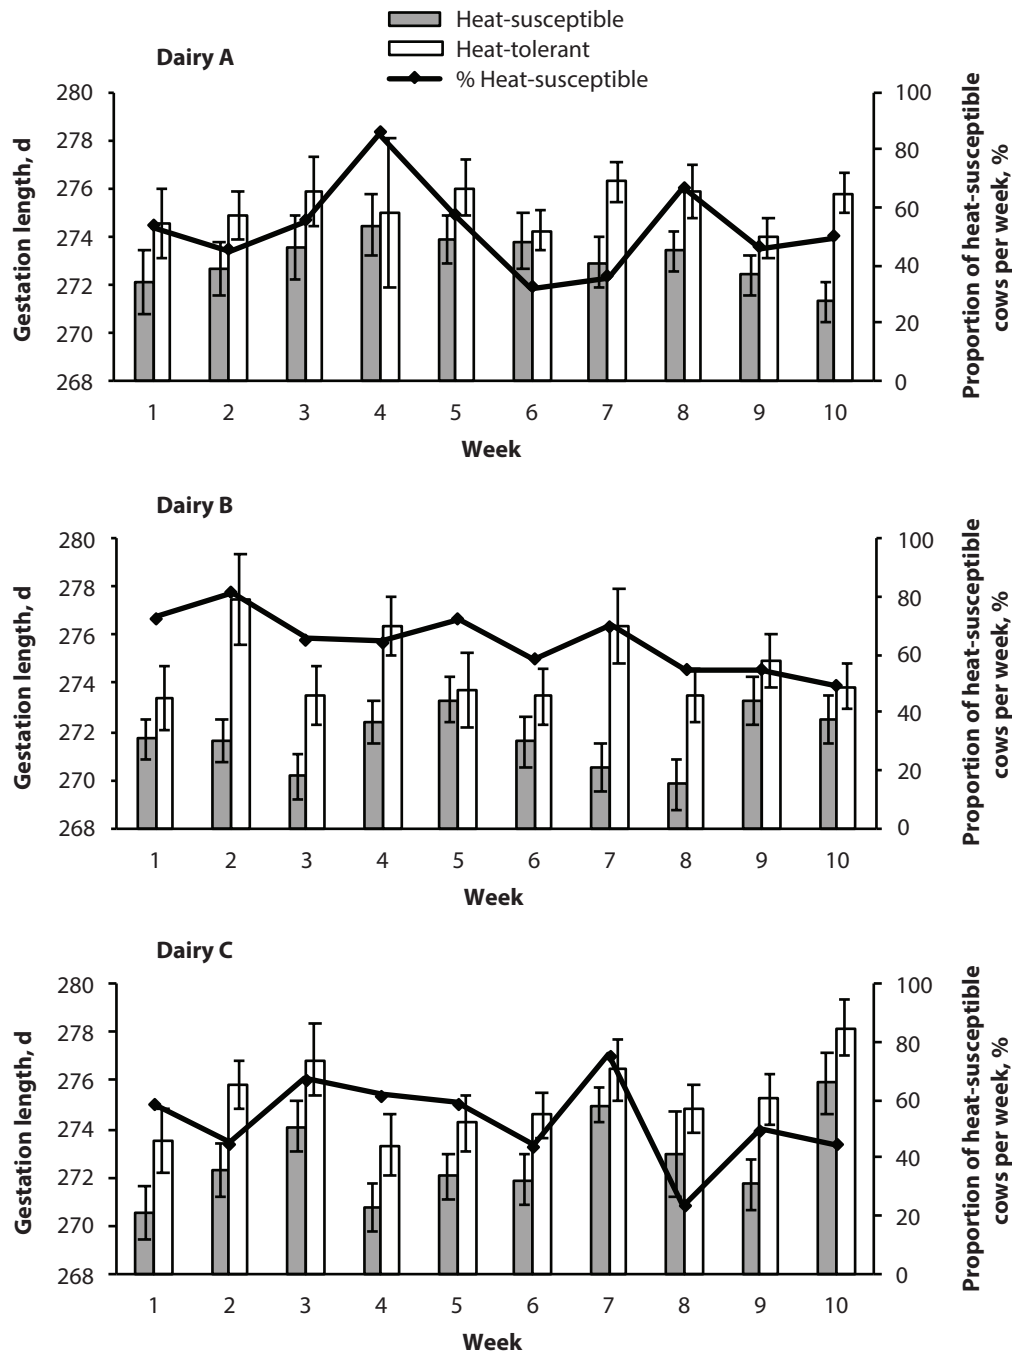 Heat-susceptible
Heat-tolerant
% Heat-susceptible
Dairy A
Gestation length, d
280
278
276
274
272
270
268
100
80
60
40
20
0
Proportion of heat-susceptible
cows per week, %
1 2 3 4 5 6 7 8 9 10
Week
Dairy B
Gestation length, d
280
278
276
274
272
270
268
100
80
60
40
20
0
Proportion of heat-susceptible
cows per week, %
1 2 3 4 5 6 7 8 9 10
Week
Dairy C
Gestation length, d
280
278
276
274
272
270
268
100
80
60
40
20
0
Proportion of heat-susceptible
cows per week, %
1 2 3 4 5 6 7 8 9 10
Week